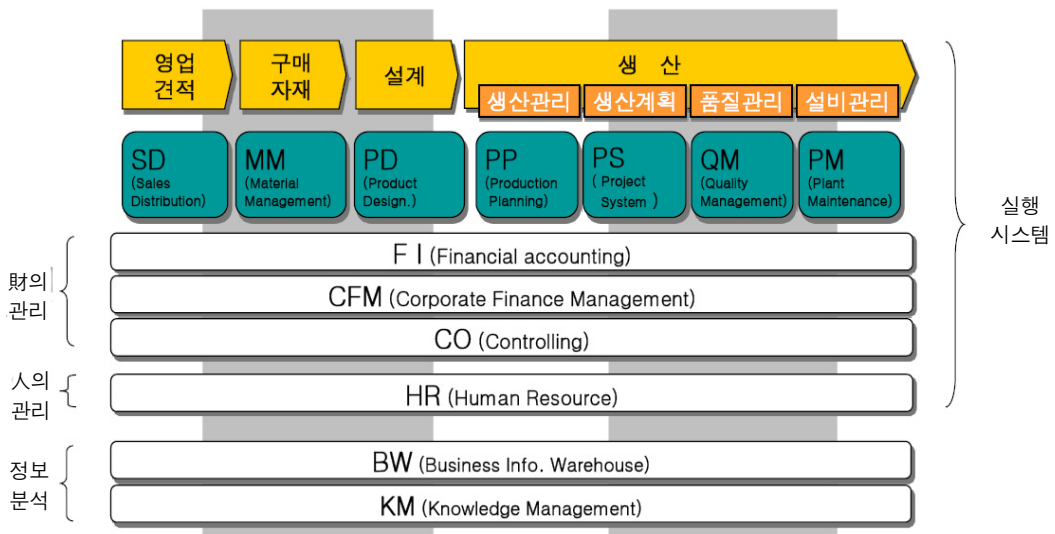 영업
견적
구매
자재
설계
생 산
생산관리
생산계획
품질관리
설비관리
SD
(Sales
Distribution)
MM
(Material
Management)
PD
(Product
Design.)
PP
(Production
Planning)
PS
( Project
System )
QM
(Quality
Management)
PM
(Plant
Maintenance)
실행
시스템
財의
관리
F I (Financial accounting)
CFM (Corporate Finance Management)
CO (Controlling)
人의
관리
HR (Human Resource)
정보
분석
BW (Business Info. Warehouse)
KM (Knowledge Management)